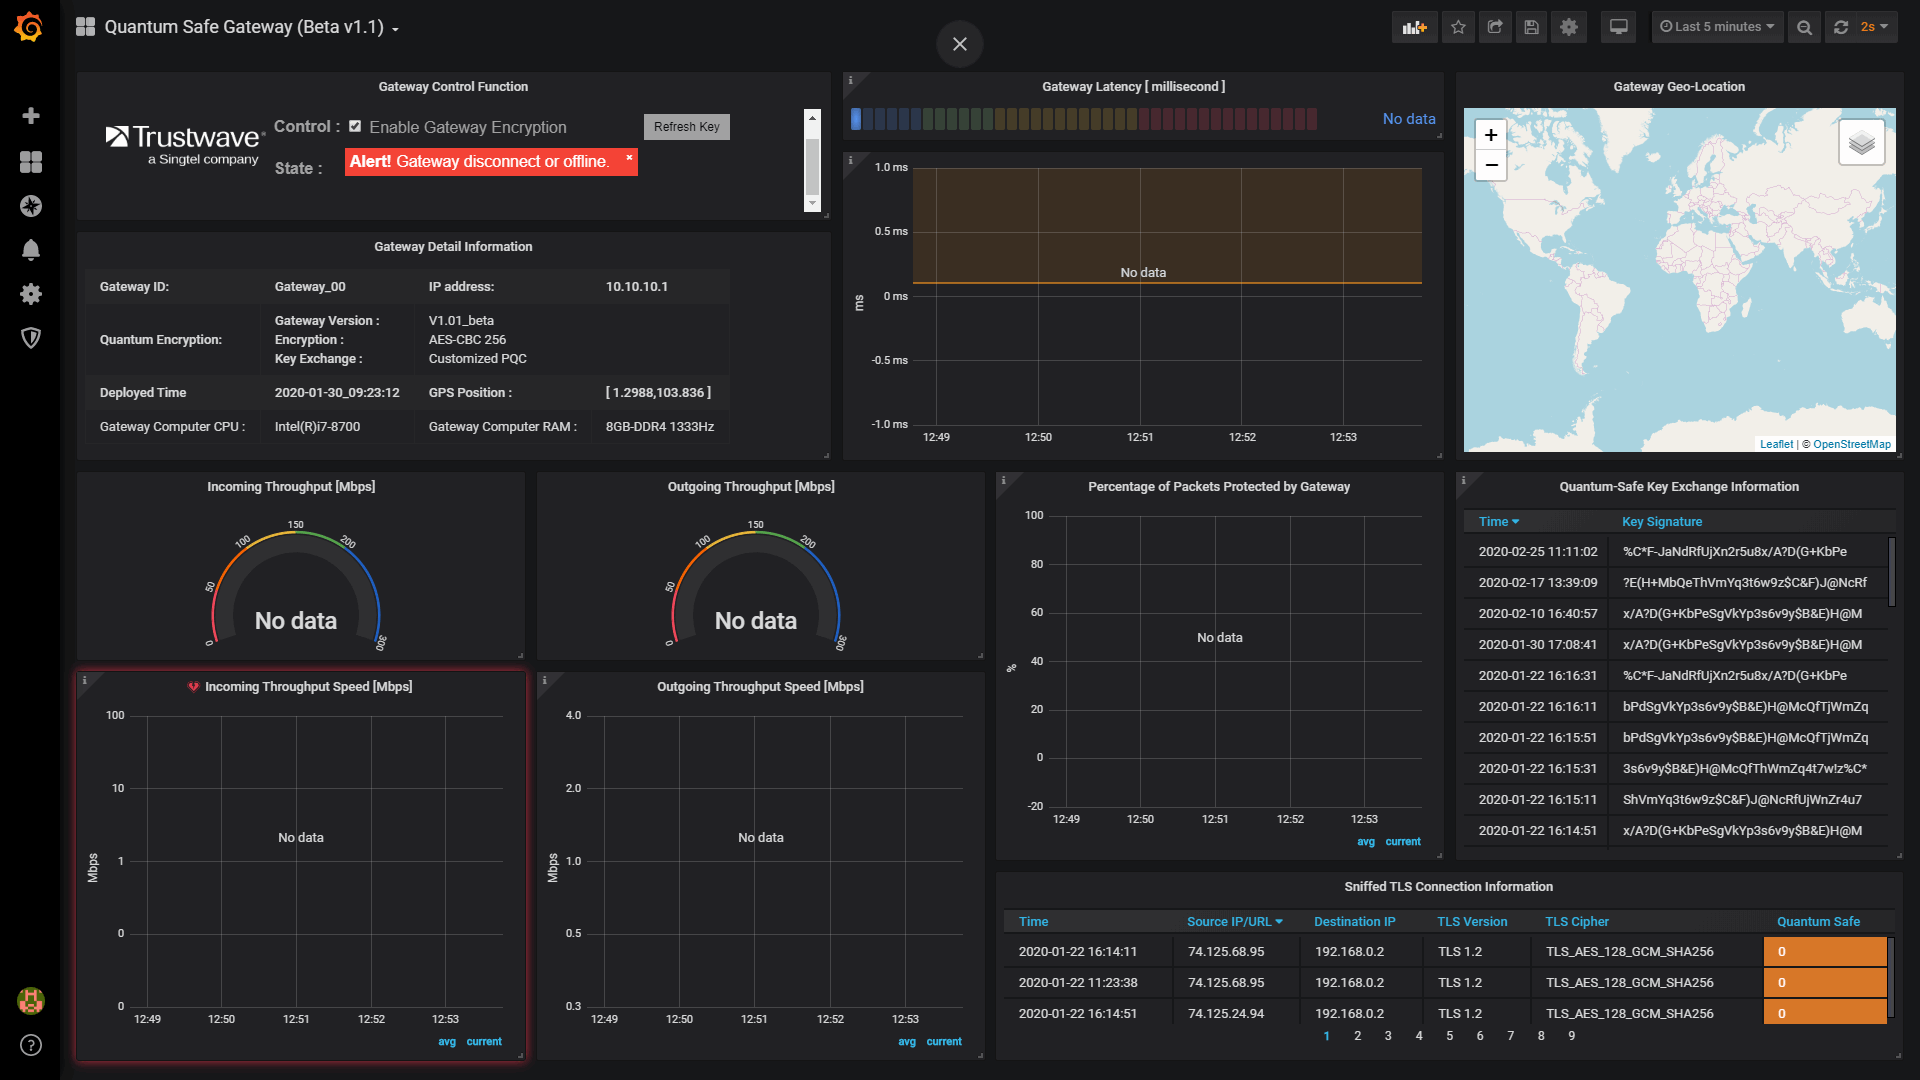 Quantum Safe Gateway (Beta v1.1)
Last 5 minutes
2s
Gateway Control Function
Trustwave
a Singtel company
Control :
Enable Gateway Encryption
Refresh Key
State :
Alert! Gateway disconnect or offline.
×
Gateway Detail Information
Gateway ID: Gateway_00 IP address: 10.10.10.1
Quantum Encryption:
Gateway Version : V1.01_beta
Encryption : AES-CBC 256
Key Exchange : Customized PQC
Deployed Time 2020-01-30_09:23:12 GPS Position : [ 1.2988,103.836 ]
Gateway Computer CPU : Intel(R)i7-8700 Gateway Computer RAM : 8GB-DDR4 1333Hz
Gateway Latency [ millisecond ]
No data
1.0 ms
0.5 ms
0 ms
-0.5 ms
-1.0 ms
ms
No data
12:49 12:50 12:51 12:52 12:53
Gateway Geo-Location
+
−
Leaflet | © OpenStreetMap
Incoming Throughput [Mbps]
0 50 100 150 200 300
No data
Outgoing Throughput [Mbps]
0 50 100 150 200 300
No data
Incoming Throughput Speed [Mbps]
100
10
1
0
0
Mbps
No data
12:49 12:50 12:51 12:52 12:53
avg current
Outgoing Throughput Speed [Mbps]
4.0
2.0
1.0
0.5
0.3
Mbps
No data
12:49 12:50 12:51 12:52 12:53
avg current
Percentage of Packets Protected by Gateway
100
80
60
40
20
0
-20
%
No data
12:49 12:50 12:51 12:52 12:53
avg current
Quantum-Safe Key Exchange Information
Time Key Signature
2020-02-25 11:11:02 %C*F-JaNdRfUjXn2r5u8x/A?D(G+KbPe
2020-02-17 13:39:09 ?E(H+MbQeThVmYq3t6w9z$C&F)J@NcRf
2020-02-10 16:40:57 x/A?D(G+KbPeSgVkYp3s6v9y$B&E)H@M
2020-01-30 17:08:41 x/A?D(G+KbPeSgVkYp3s6v9y$B&E)H@M
2020-01-22 16:16:31 %C*F-JaNdRfUjXn2r5u8x/A?D(G+KbPe
2020-01-22 16:16:11 bPdSgVkYp3s6v9y$B&E)H@McQfTjWmZq
2020-01-22 16:15:51 bPdSgVkYp3s6v9y$B&E)H@McQfTjWmZq
2020-01-22 16:15:31 3s6v9y$B&E)H@McQfThWmZq4t7w!z%C*
2020-01-22 16:15:11 ShVmYq3t6w9z$C&F)J@NcRfUjWnZr4u7
2020-01-22 16:14:51 x/A?D(G+KbPeSgVkYp3s6v9y$B&E)H@M
Sniffed TLS Connection Information
Time Source IP/URL Destination IP TLS Version TLS Cipher Quantum Safe
2020-01-22 16:14:11 74.125.68.95 192.168.0.2 TLS 1.2 TLS_AES_128_GCM_SHA256 0
2020-01-22 11:23:38 74.125.68.95 192.168.0.2 TLS 1.2 TLS_AES_128_GCM_SHA256 0
2020-01-22 16:14:51 74.125.24.94 192.168.0.2 TLS 1.2 TLS_AES_128_GCM_SHA256 0
1 2 3 4 5 6 7 8 9